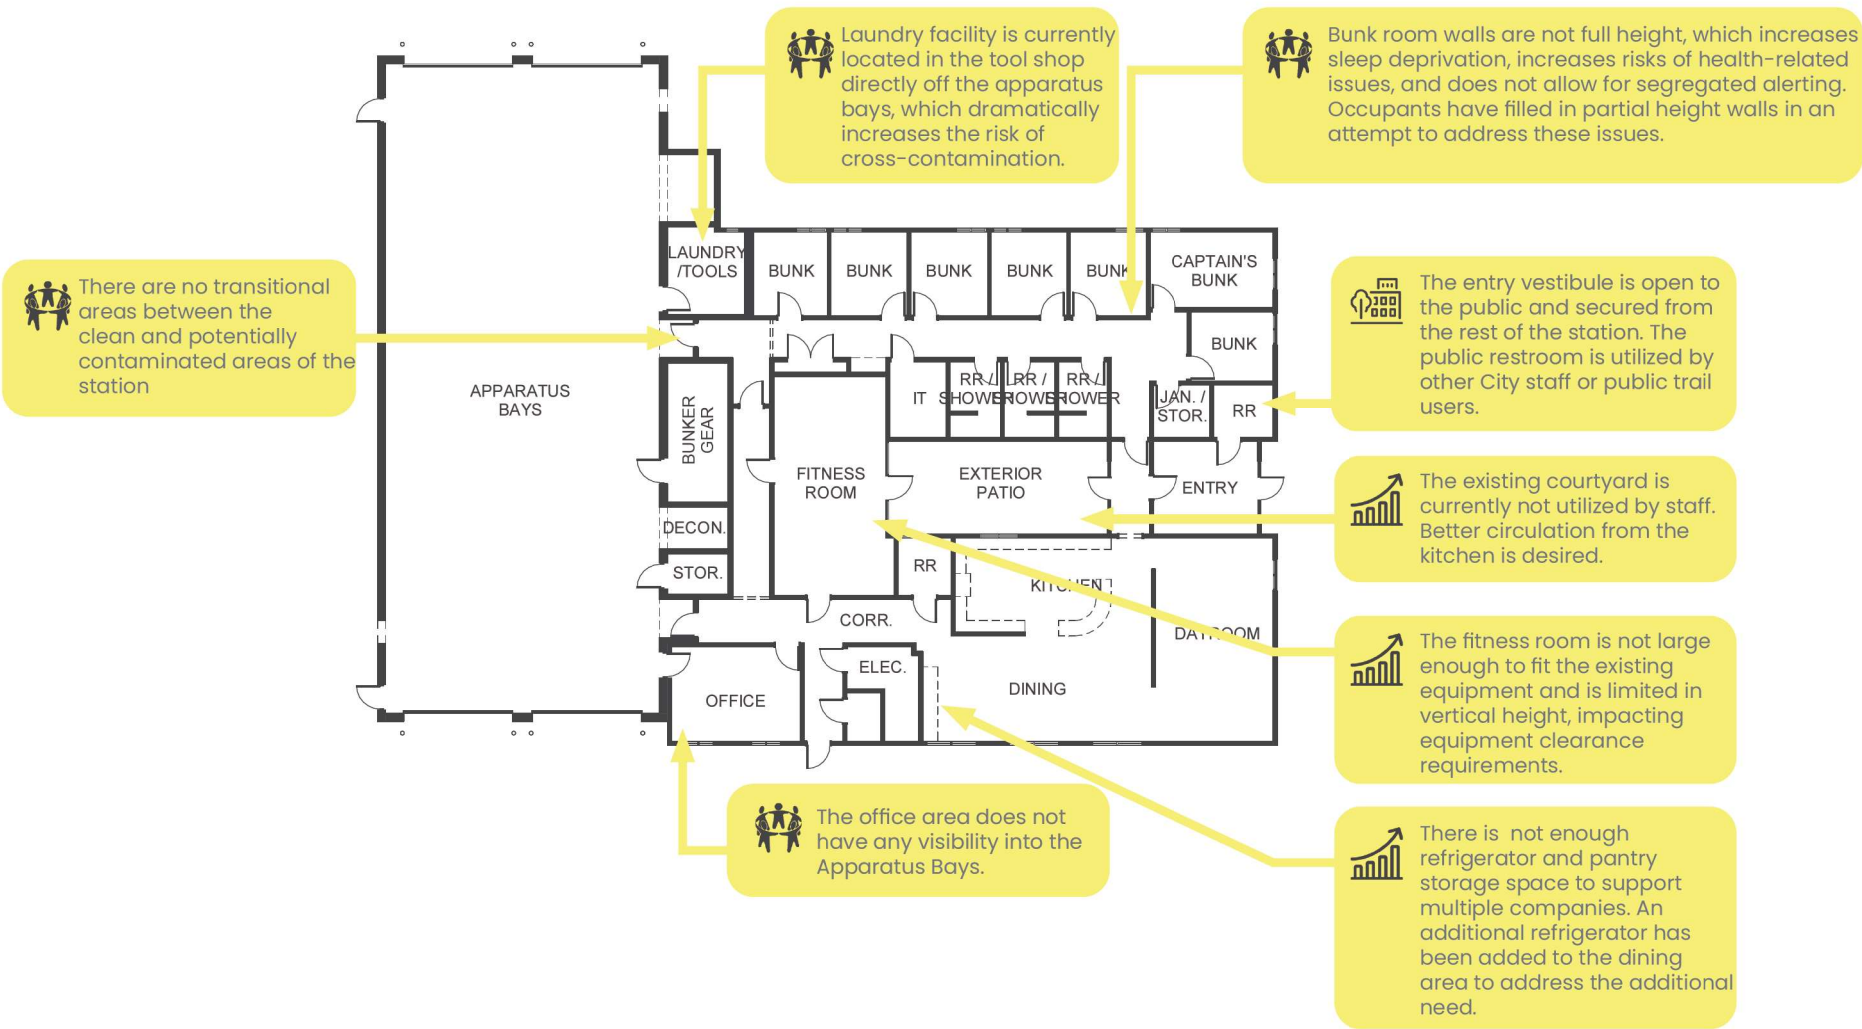 Laundry facility is currently
located in the tool shop
directly off the apparatus
bays, which dramatically
increases the risk of
cross-contamination.
Bunk room walls are not full height, which increases
sleep deprivation, increases risks of health-related
issues, and does not allow for segregated alerting.
Occupants have filled in partial height walls in an
attempt to address these issues.
There are no transitional
areas between the
clean and potentially
contaminated areas of the
station
The entry vestibule is open to
the public and secured from
the rest of the station. The
public restroom is utilized by
other City staff or public trail
users.
The existing courtyard is
currently not utilized by staff.
Better circulation from the
kitchen is desired.
The fitness room is not large
enough to fit the existing
equipment and is limited in
vertical height, impacting
equipment clearance
requirements.
There is  not enough
refrigerator and pantry
storage space to support
multiple companies. An
additional refrigerator has
been added to the dining
area to address the additional
need.
The office area does not
have any visibility into the
Apparatus Bays.
APPARATUS
BAYS
LAUNDRY
/TOOLS
BUNK
BUNK
BUNK
BUNK
BUNK
CAPTAIN'S
BUNK
BUNK
BUNKER
GEAR
IT
RR /
SHOWER
RR /
SHOWER
RR /
SHOWER
JAN. /
STOR.
RR
FITNESS
ROOM
EXTERIOR
PATIO
ENTRY
DECON.
STOR.
RR
KITCHEN
CORR.
DAYROOM
ELEC.
OFFICE
DINING